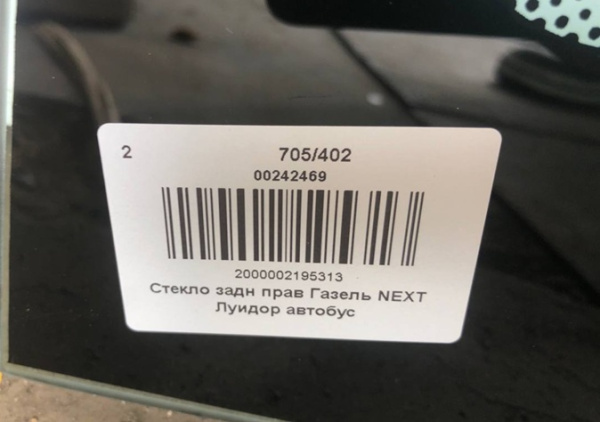 2 705/402
00242469
2000002195313
Стекло задн прав Газель NEXT
Луидор автобус